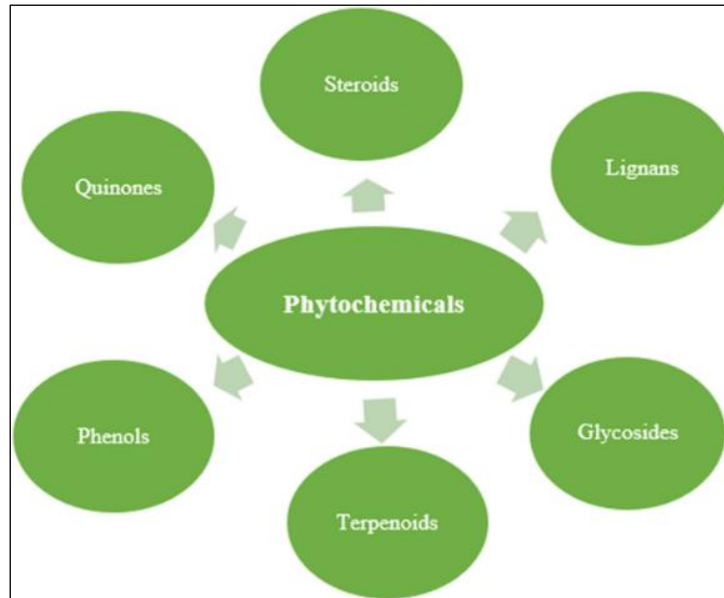 Steroids
Quinones
Lignans
Phytochemicals
Phenols
Glycosides
Terpenoids